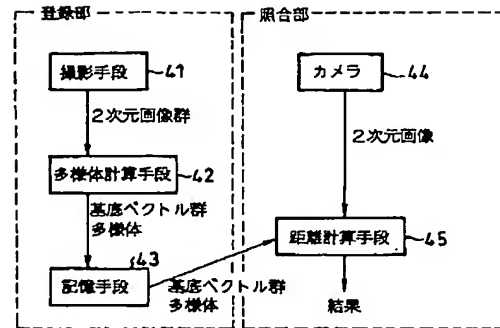 登録部
撮影手段
41
2次元画像群
多様体計算手段
42
基底ベクトル群
多様体
43
記憶手段
基底ベクトル群
多様体
照合部
カメラ
44
2次元画像
距離計算手段
45
結果